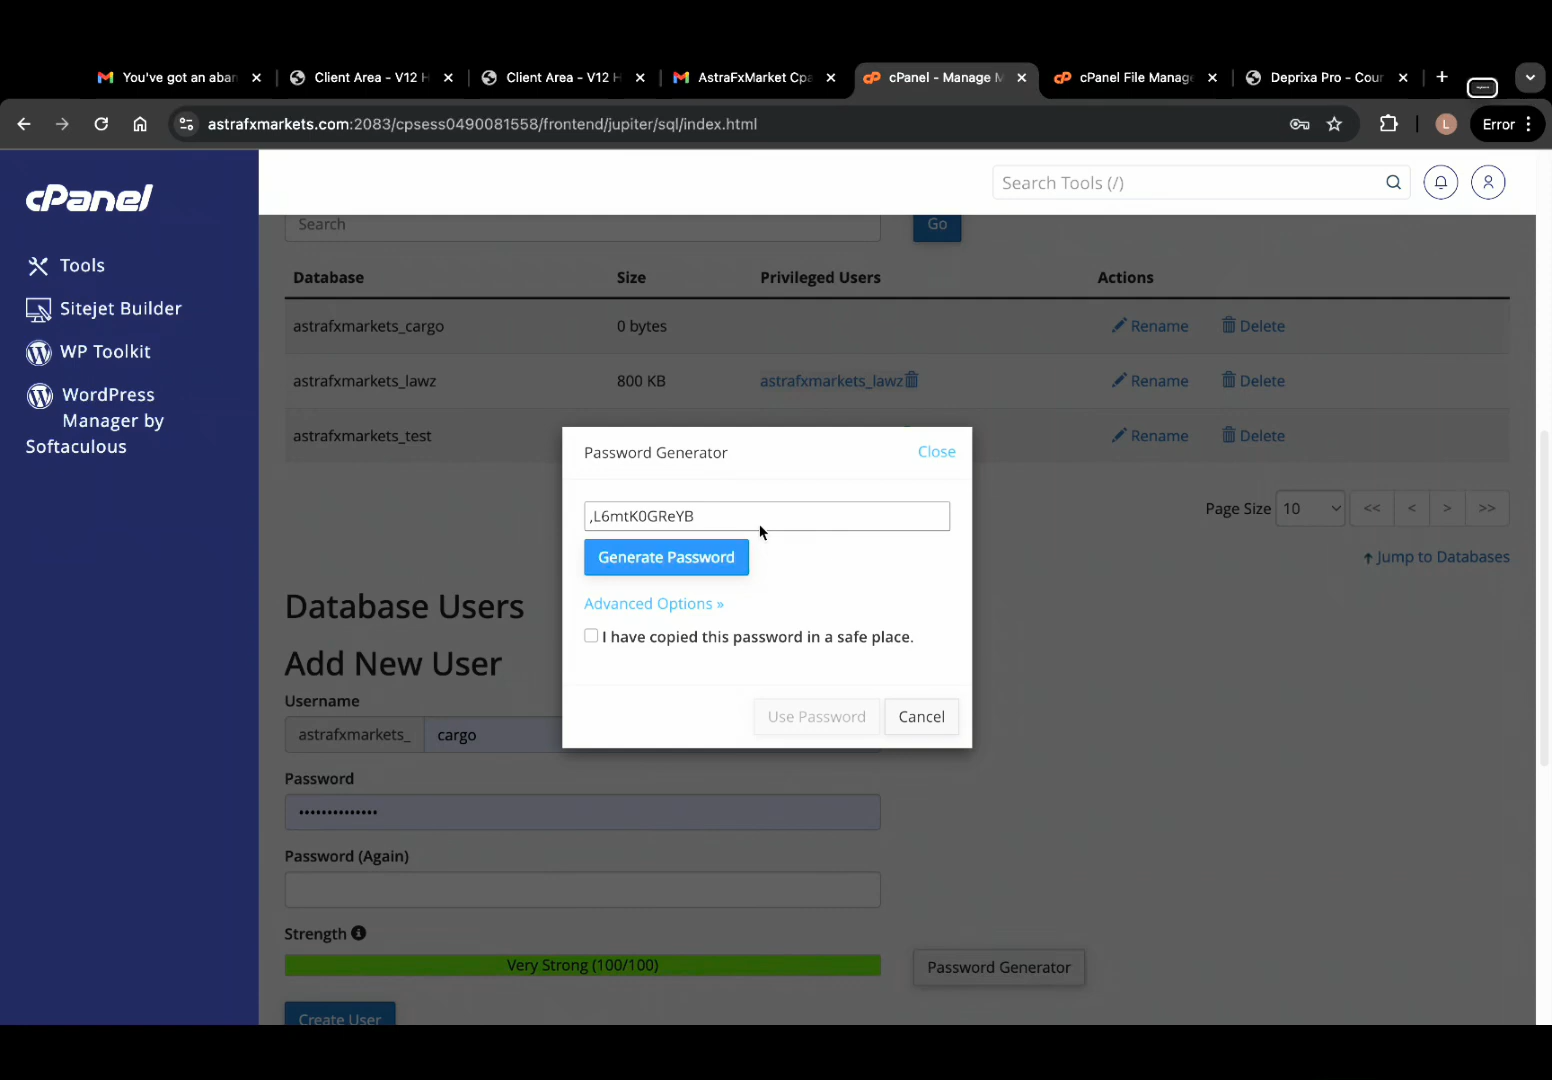 You've got an aban
Client Area - V12 H
Client Area - V12 H
AstraFxMarket Cpa
cPanel - Manage M
cPanel File Manage
Deprixa Pro - Cour
astrafxmarkets.com:2083/cpsess0490081558/frontend/jupiter/sql/index.html
L
Error
cPanel
Search Tools (/)
Tools
Sitejet Builder
WP Toolkit
WordPress
Manager by
Softaculous
Search
Go
Database Size Privileged Users Actions
astrafxmarkets_cargo 0 bytes Rename Delete
astrafxmarkets_lawz 800 KB astrafxmarkets_lawz Rename Delete
astrafxmarkets_test Rename Delete
Page Size 10 << < > >>
Jump to Databases
Password Generator Close
,L6mtK0GReYB
Generate Password
Advanced Options »
I have copied this password in a safe place.
Use Password Cancel
Database Users
Add New User
Username
astrafxmarkets_ cargo
Password
Password (Again)
Strength
Very Strong (100/100)
Password Generator
Create User